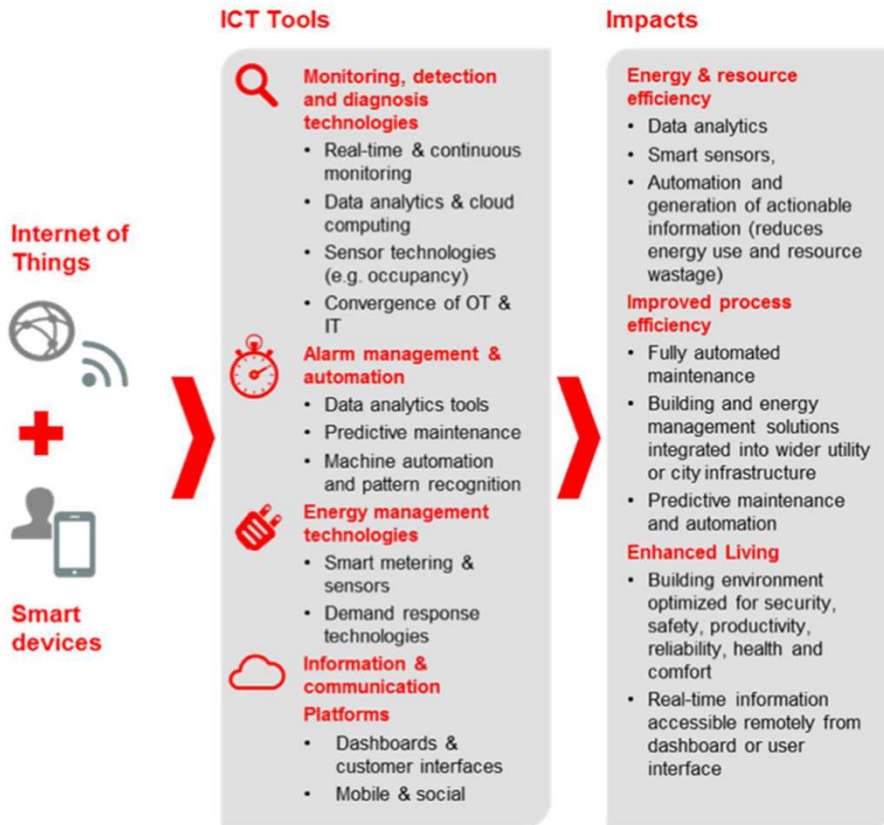 Internet of
Things
Smart
devices
ICT Tools
Monitoring, detection
and diagnosis
technologies
• Real-time & continuous
monitoring
• Data analytics & cloud
computing
• Sensor technologies
(e.g. occupancy)
• Convergence of OT &
IT
Alarm management &
automation
• Data analytics tools
• Predictive maintenance
• Machine automation
and pattern recognition
Energy management
technologies
• Smart metering &
sensors
• Demand response
technologies
Information &
communication
Platforms
• Dashboards &
customer interfaces
• Mobile & social
Impacts
Energy & resource
efficiency
• Data analytics
• Smart sensors,
• Automation and
generation of actionable
information (reduces
energy use and resource
wastage)
Improved process
efficiency
• Fully automated
maintenance
• Building and energy
management solutions
integrated into wider utility
or city infrastructure
• Predictive maintenance
and automation
Enhanced Living
• Building environment
optimized for security,
safety, productivity,
reliability, health and
comfort
• Real-time information
accessible remotely from
dashboard or user
interface